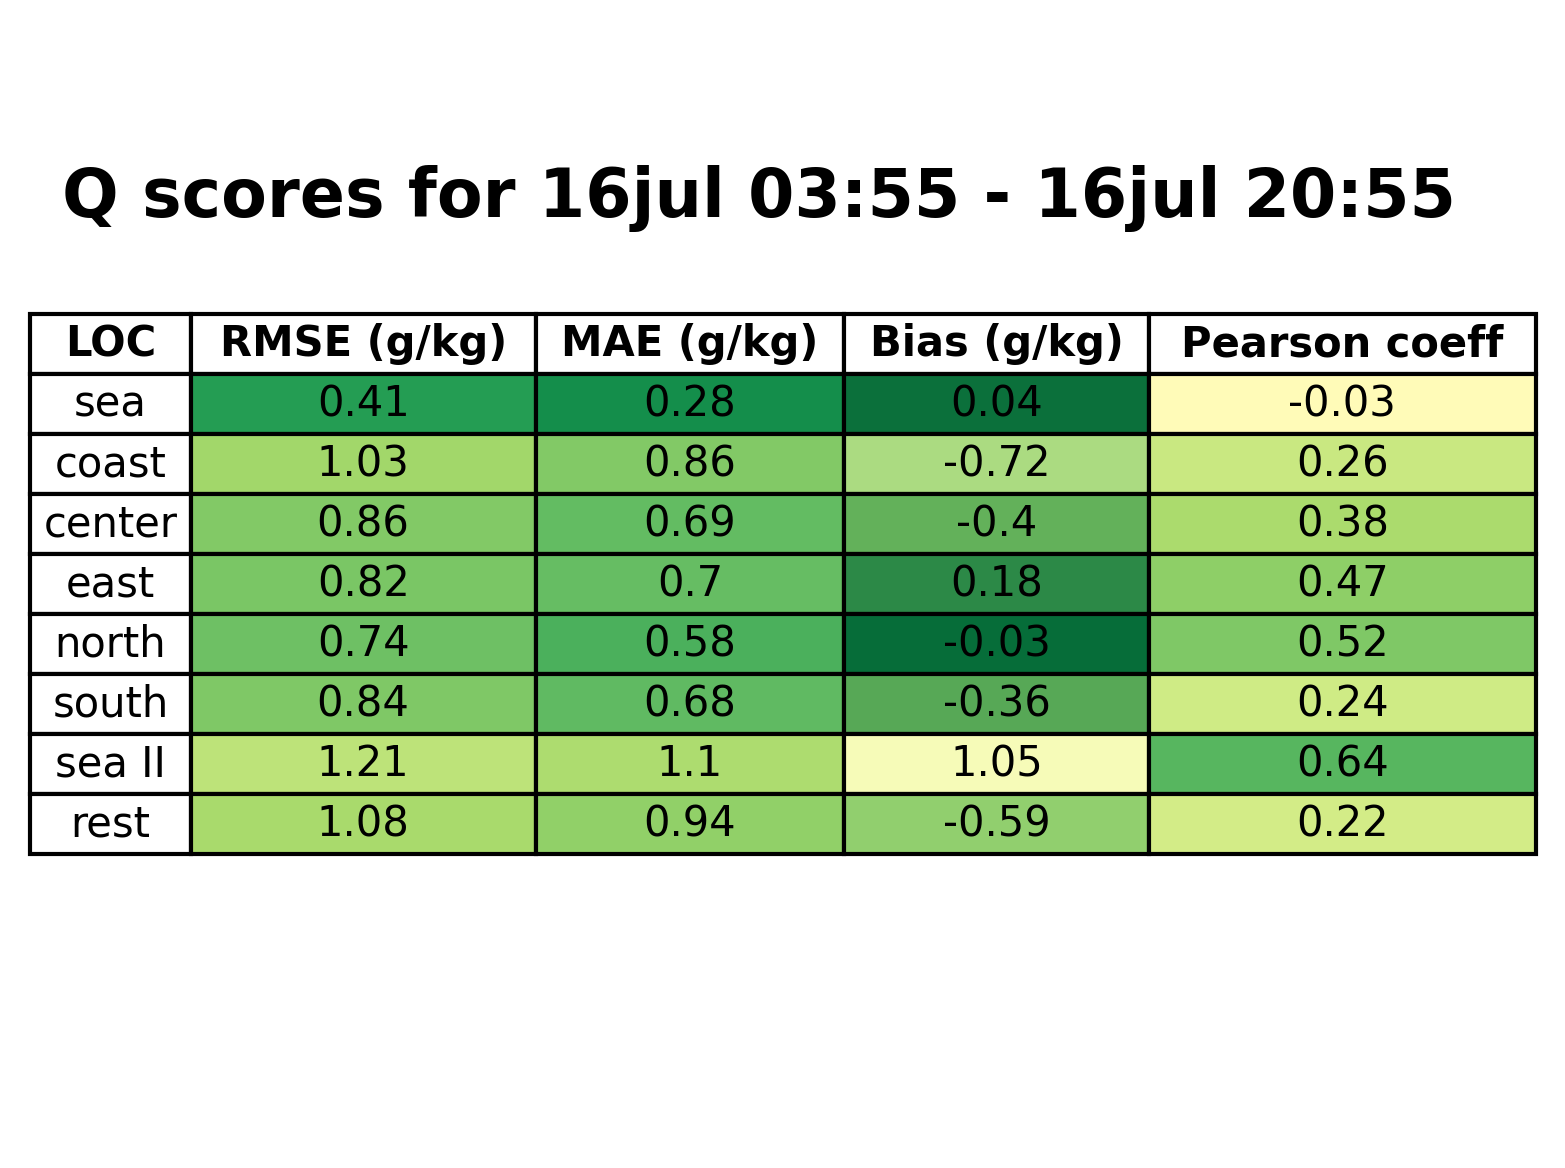 Q scores for 16jul 03:55 - 16jul 20:55
LOC RMSE (g/kg) MAE (g/kg) Bias (g/kg) Pearson coeff
sea 0.41 0.28 0.04 -0.03
coast 1.03 0.86 -0.72 0.26
center 0.86 0.69 -0.4 0.38
east 0.82 0.7 0.18 0.47
north 0.74 0.58 -0.03 0.52
south 0.84 0.68 -0.36 0.24
sea II 1.21 1.1 1.05 0.64
rest 1.08 0.94 -0.59 0.22